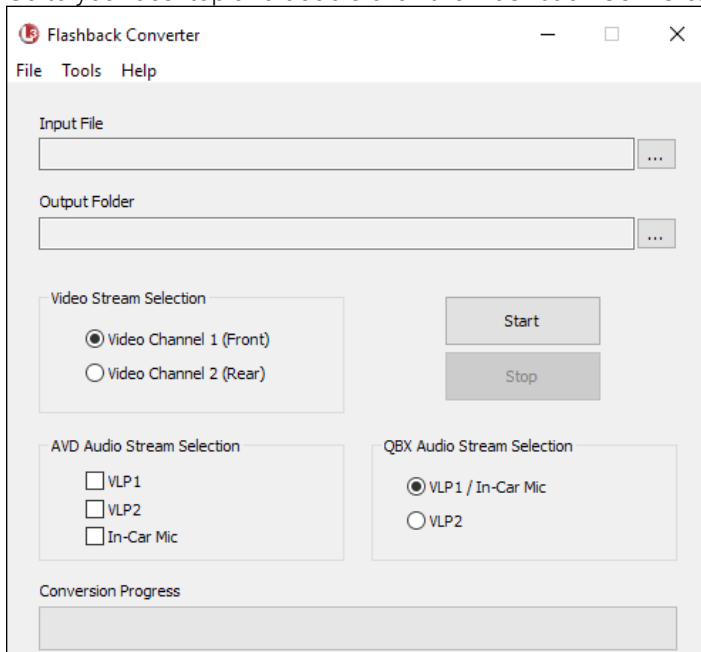 Flashback Converter
File Tools Help
Input File
...
Output Folder
...
Video Stream Selection
Video Channel 1 (Front)
Video Channel 2 (Rear)
Start
Stop
AVD Audio Stream Selection
VLP1
VLP2
In-Car Mic
QBX Audio Stream Selection
VLP1 / In-Car Mic
VLP2
Conversion Progress